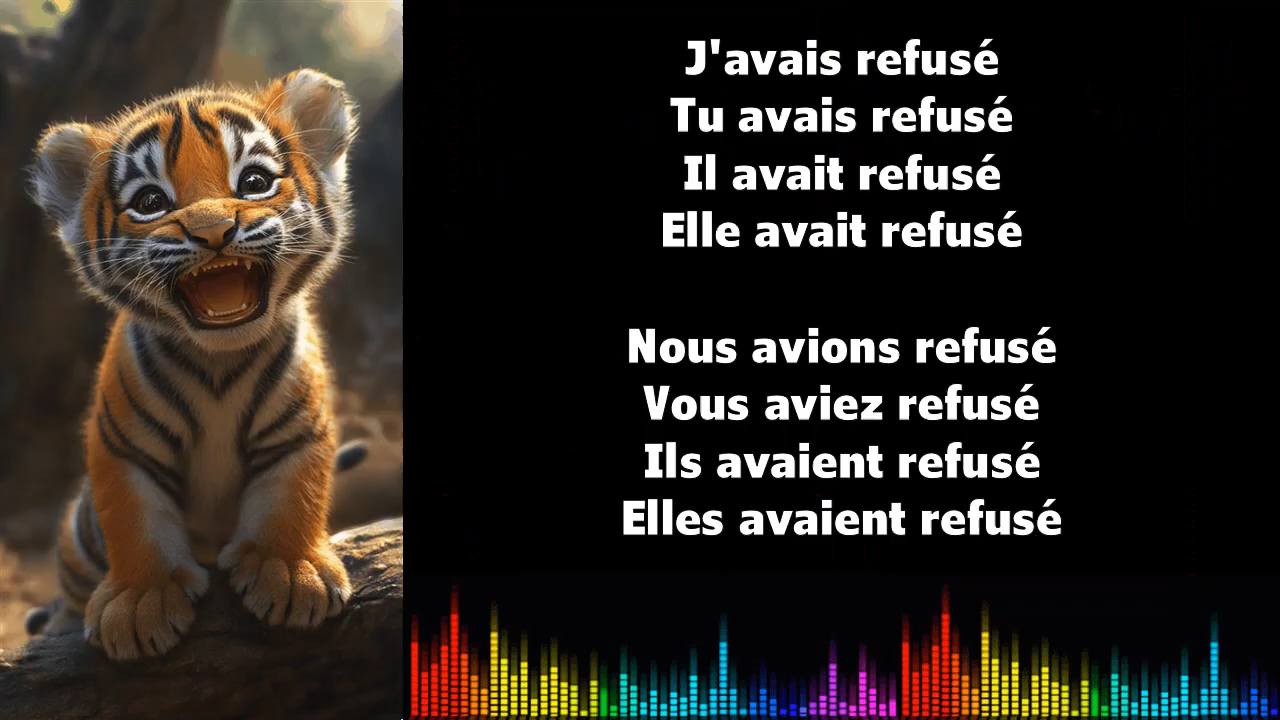 J'avais refusé
Tu avais refusé
Il avait refusé
Elle avait refusé
Nous avions refusé
Vous aviez refusé
Ils avaient refusé
Elles avaient refusé